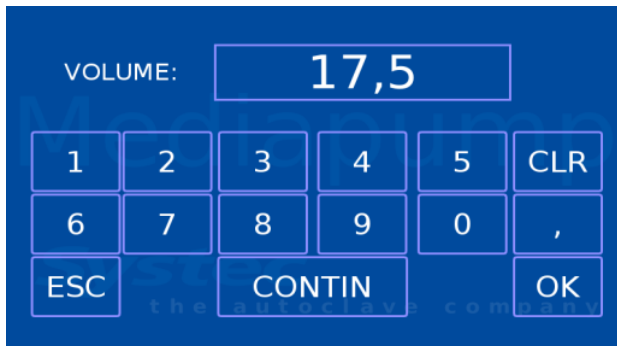 VOLUME: 17,5
Mediapump
1 2 3 4 5 CLR
6 7 8 9 0 ,
Systec
ESC CONTIN OK
the autoclave company